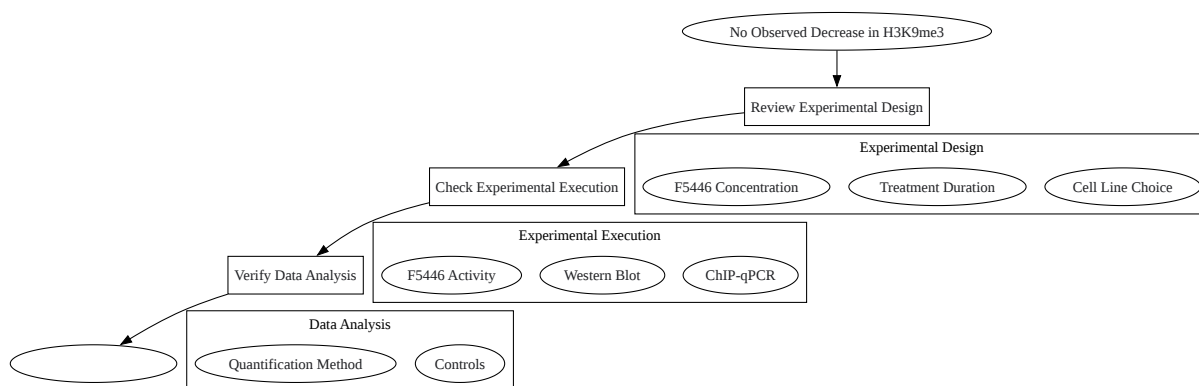 No Observed Decrease in H3K9me3
Review Experimental Design
Experimental Design
F5446 Concentration
Treatment Duration
Cell Line Choice
Check Experimental Execution
Experimental Execution
F5446 Activity
Western Blot
ChIP-qPCR
Verify Data Analysis
Data Analysis
Quantification Method
Controls